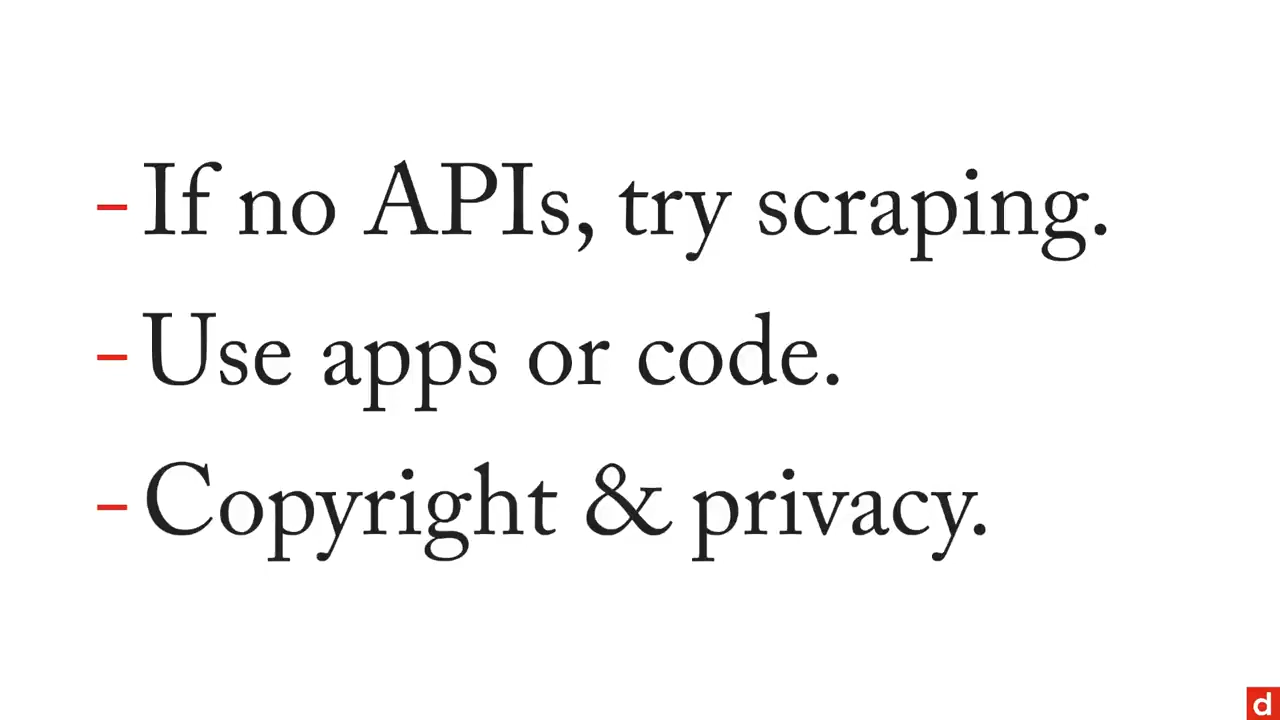 - If no APIs, try scraping.
- Use apps or code.
- Copyright & privacy.
d